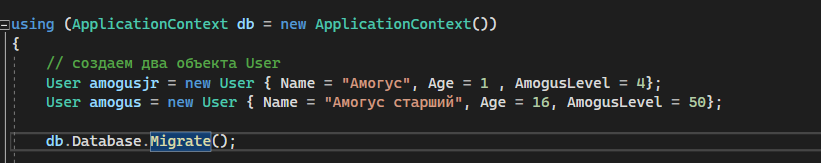 using (ApplicationContext db = new ApplicationContext())
{
// создаем два объекта User
User amogusjr = new User { Name = "Амогус", Age = 1 , AmogusLevel = 4};
User amogus = new User { Name = "Амогус старший", Age = 16, AmogusLevel = 50};
db.Database.Migrate();